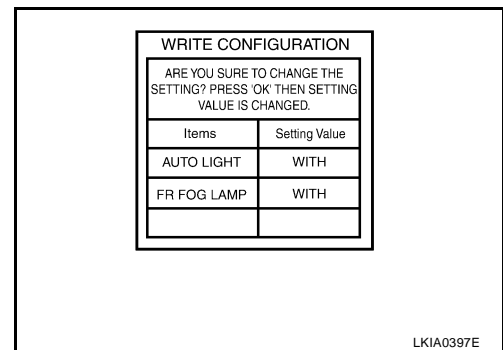 WRITE CONFIGURATION
ARE YOU SURE TO CHANGE THE
SETTING? PRESS 'OK' THEN SETTING
VALUE IS CHANGED.
Items Setting Value
AUTO LIGHT WITH
FR FOG LAMP WITH
LKIA0397E